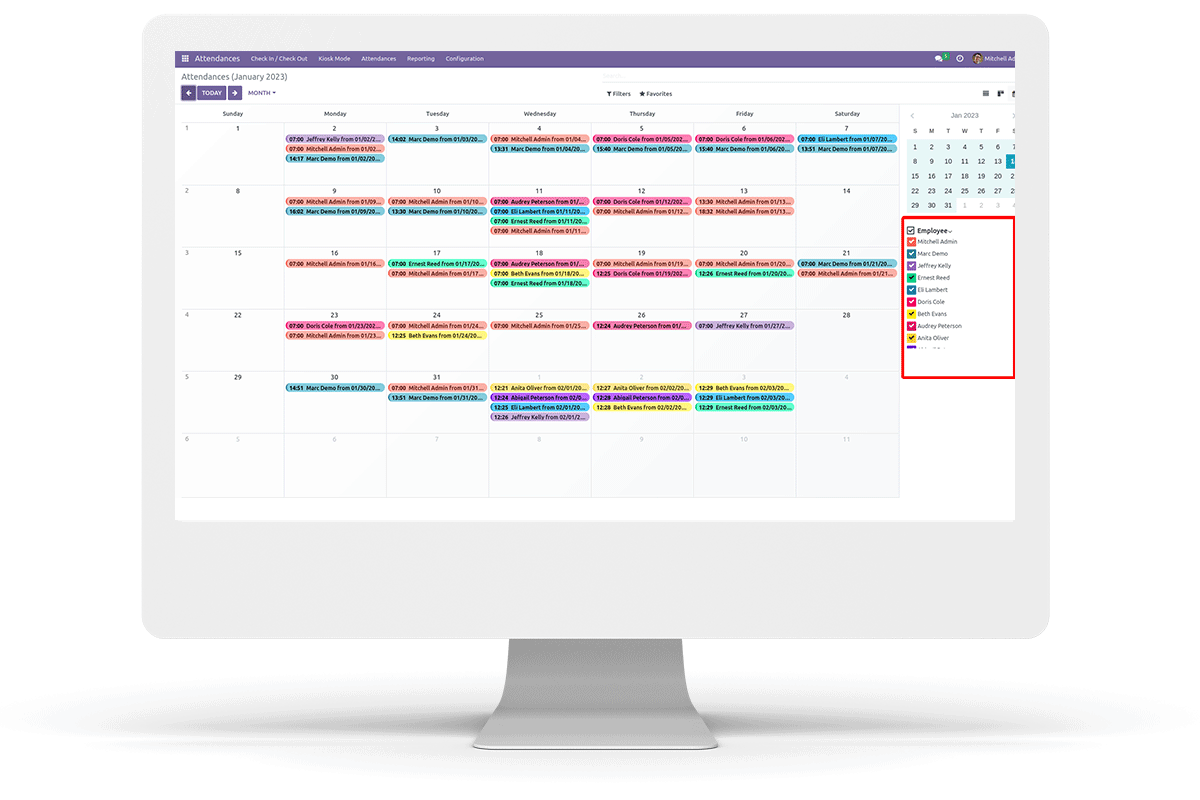 Attendances Check In / Check Out Kiosk Mode Attendances Reporting Configuration 5 Mitchell Ad
Attendances (January 2023)
TODAY MONTH
Filters Favorites
Sunday Monday Tuesday Wednesday Thursday Friday Saturday
1 1 2 3 4 5 6 7
07:00 Jeffrey Kelly from 01/02/2... 14:02 Marc Demo from 01/03/20... 07:00 Mitchell Admin from 01/04... 07:00 Doris Cole from 01/05/202... 07:00 Doris Cole from 01/06/202... 07:00 Eli Lambert from 01/07/20...
07:00 Mitchell Admin from 01/02... 13:31 Marc Demo from 01/04/20... 15:40 Marc Demo from 01/05/20... 15:40 Marc Demo from 01/06/20... 13:51 Marc Demo from 01/07/20...
14:17 Marc Demo from 01/02/20...
2 8 9 10 11 12 13 14
07:00 Mitchell Admin from 01/09... 07:00 Mitchell Admin from 01/10... 07:00 Audrey Peterson from 01/... 07:00 Doris Cole from 01/12/202... 13:30 Mitchell Admin from 01/13...
16:02 Marc Demo from 01/09/20... 13:30 Marc Demo from 01/10/20... 07:00 Eli Lambert from 01/11/20... 07:00 Mitchell Admin from 01/12... 18:32 Mitchell Admin from 01/13...
07:00 Ernest Reed from 01/11/20...
07:00 Mitchell Admin from 01/11...
3 15 16 17 18 19 20 21
07:00 Mitchell Admin from 01/16... 07:00 Ernest Reed from 01/17/20... 07:00 Audrey Peterson from 01/... 07:00 Mitchell Admin from 01/19... 07:00 Mitchell Admin from 01/20... 07:00 Marc Demo from 01/21/20...
07:00 Mitchell Admin from 01/17... 07:00 Beth Evans from 01/18/20... 12:25 Doris Cole from 01/19/202... 12:26 Ernest Reed from 01/20/20... 07:00 Mitchell Admin from 01/21...
07:00 Ernest Reed from 01/18/20...
4 22 23 24 25 26 27 28
07:00 Doris Cole from 01/23/202... 07:00 Mitchell Admin from 01/24... 07:00 Mitchell Admin from 01/25... 12:24 Audrey Peterson from 01/... 07:00 Jeffrey Kelly from 01/27/2...
07:00 Mitchell Admin from 01/23... 12:25 Beth Evans from 01/24/20...
5 29 30 31 1 2 3 4
14:51 Marc Demo from 01/30/20... 07:00 Mitchell Admin from 01/31... 12:21 Anita Oliver from 02/01/20... 12:27 Anita Oliver from 02/02/20... 12:29 Beth Evans from 02/03/20...
13:51 Marc Demo from 01/31/20... 12:24 Abigail Peterson from 02/0... 12:28 Abigail Peterson from 02/0... 12:29 Eli Lambert from 02/03/20...
12:25 Eli Lambert from 02/01/20... 12:28 Beth Evans from 02/02/20... 12:29 Ernest Reed from 02/03/20...
12:26 Jeffrey Kelly from 02/01/2...
6 5 6 7 8 9 10 11
Jan 2023
S M T W T F S
1 2 3 4 5 6 7
8 9 10 11 12 13 1
15 16 17 18 19 20 2
22 23 24 25 26 27 2
29 30 31 1 2 3 4
Employee
Mitchell Admin
Marc Demo
Jeffrey Kelly
Ernest Reed
Eli Lambert
Doris Cole
Beth Evans
Audrey Peterson
Anita Oliver